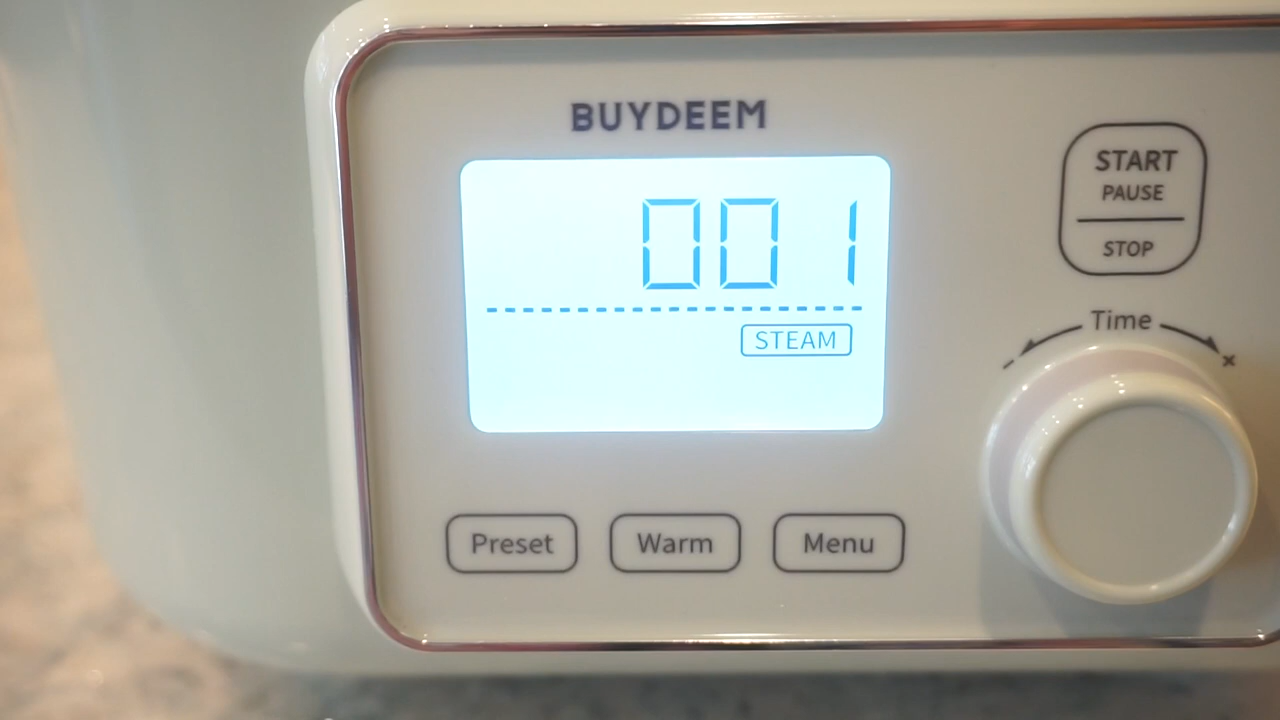 BUYDEEM
001
STEAM
START
PAUSE
STOP
- Time +
Preset Warm Menu